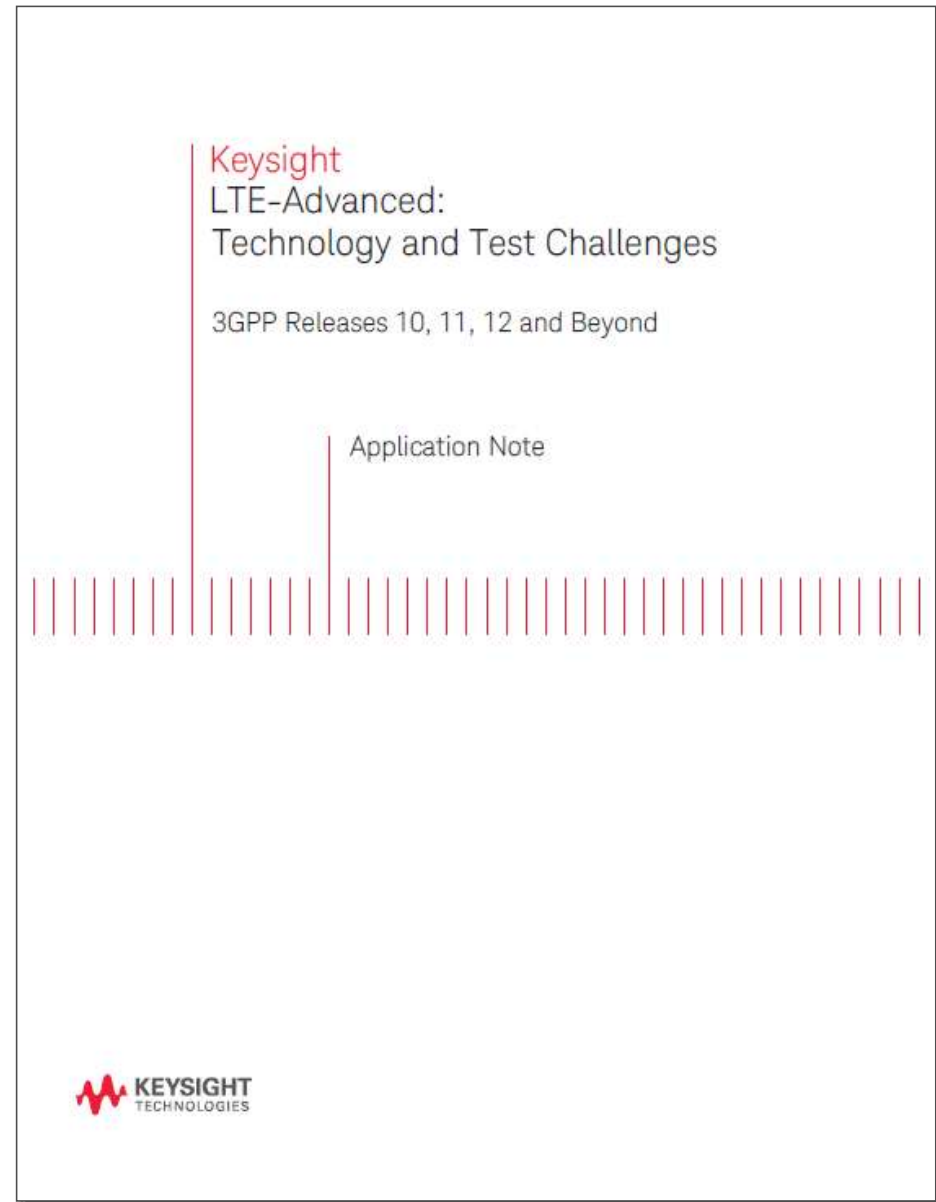 Keysight
LTE-Advanced:
Technology and Test Challenges
3GPP Releases 10, 11, 12 and Beyond
Application Note
KEYSIGHT
TECHNOLOGIES